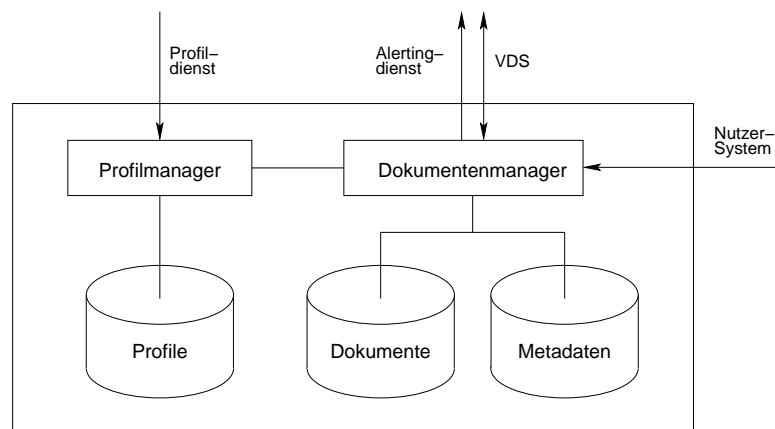 Profil–
dienst
Alerting–
dienst
VDS
Nutzer–
System
Profilmanager
Dokumentenmanager
Profile
Dokumente
Metadaten